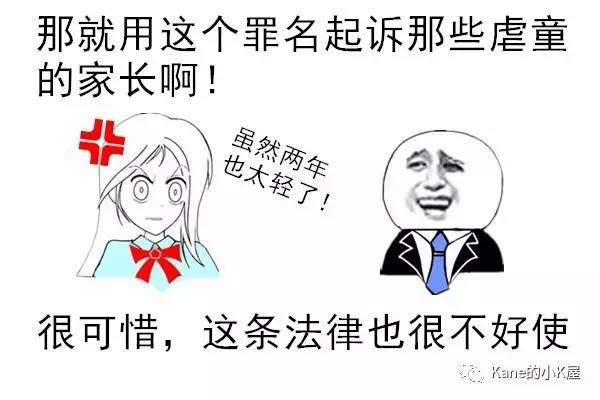 那就用这个罪名起诉那些虐童
的家长啊！
虽然两年
也太轻了！
很可惜，这条法律也很不好使
Kane的小K屋